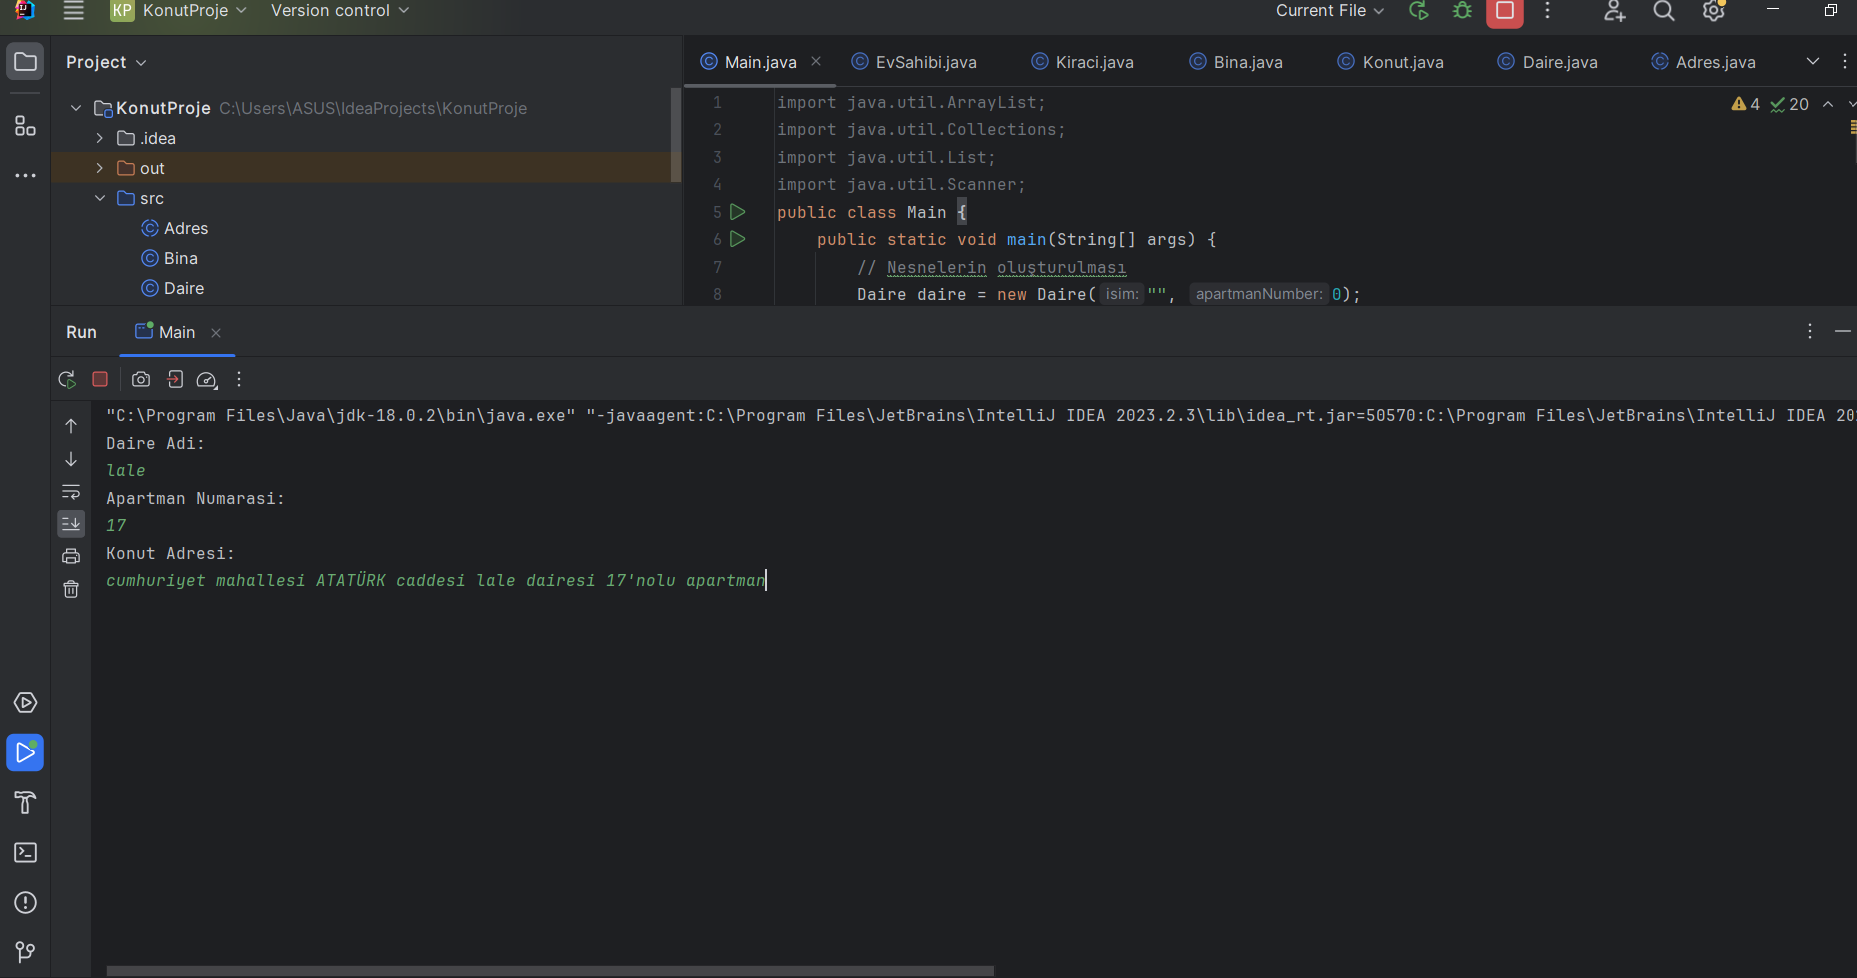 KP KonutProje Version control Current File
Project
KonutProje C:\Users\ASUS\IdeaProjects\KonutProje
.idea
out
src
Adres
Bina
Daire
Main.java EvSahibi.java Kiraci.java Bina.java Konut.java Daire.java Adres.java
4 20
1 import java.util.ArrayList;
2 import java.util.Collections;
3 import java.util.List;
4 import java.util.Scanner;
5 public class Main {
6 public static void main(String[] args) {
7 // Nesnelerin oluşturulması
8 Daire daire = new Daire( isim: "", apartmanNumber: 0);
Run Main
"C:\Program Files\Java\jdk-18.0.2\bin\java.exe" "-javaagent:C:\Program Files\JetBrains\IntelliJ IDEA 2023.2.3\lib\idea_rt.jar=50570:C:\Program Files\JetBrains\IntelliJ IDEA 20
Daire Adi:
lale
Apartman Numarasi:
17
Konut Adresi:
cumhuriyet mahallesi ATATÜRK caddesi lale dairesi 17'nolu apartman